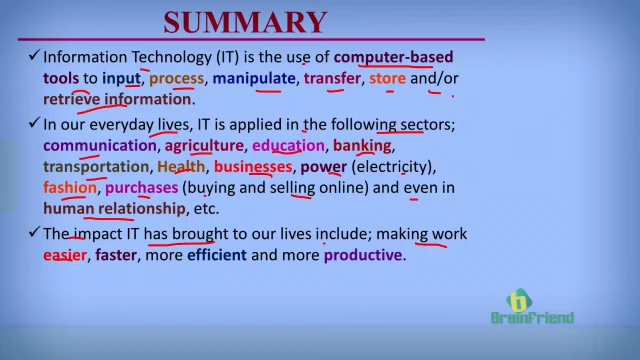 SUMMARY
✓ Information Technology (IT) is the use of computer-based
tools to input, process, manipulate, transfer, store and/or
retrieve information.
✓ In our everyday lives, IT is applied in the following sectors;
communication, agriculture, education, banking,
transportation, Health, businesses, power (electricity),
fashion, purchases (buying and selling online) and even in
human relationship, etc.
✓ The impact IT has brought to our lives include; making work
easier, faster, more efficient and more productive.
b
BrainFriend